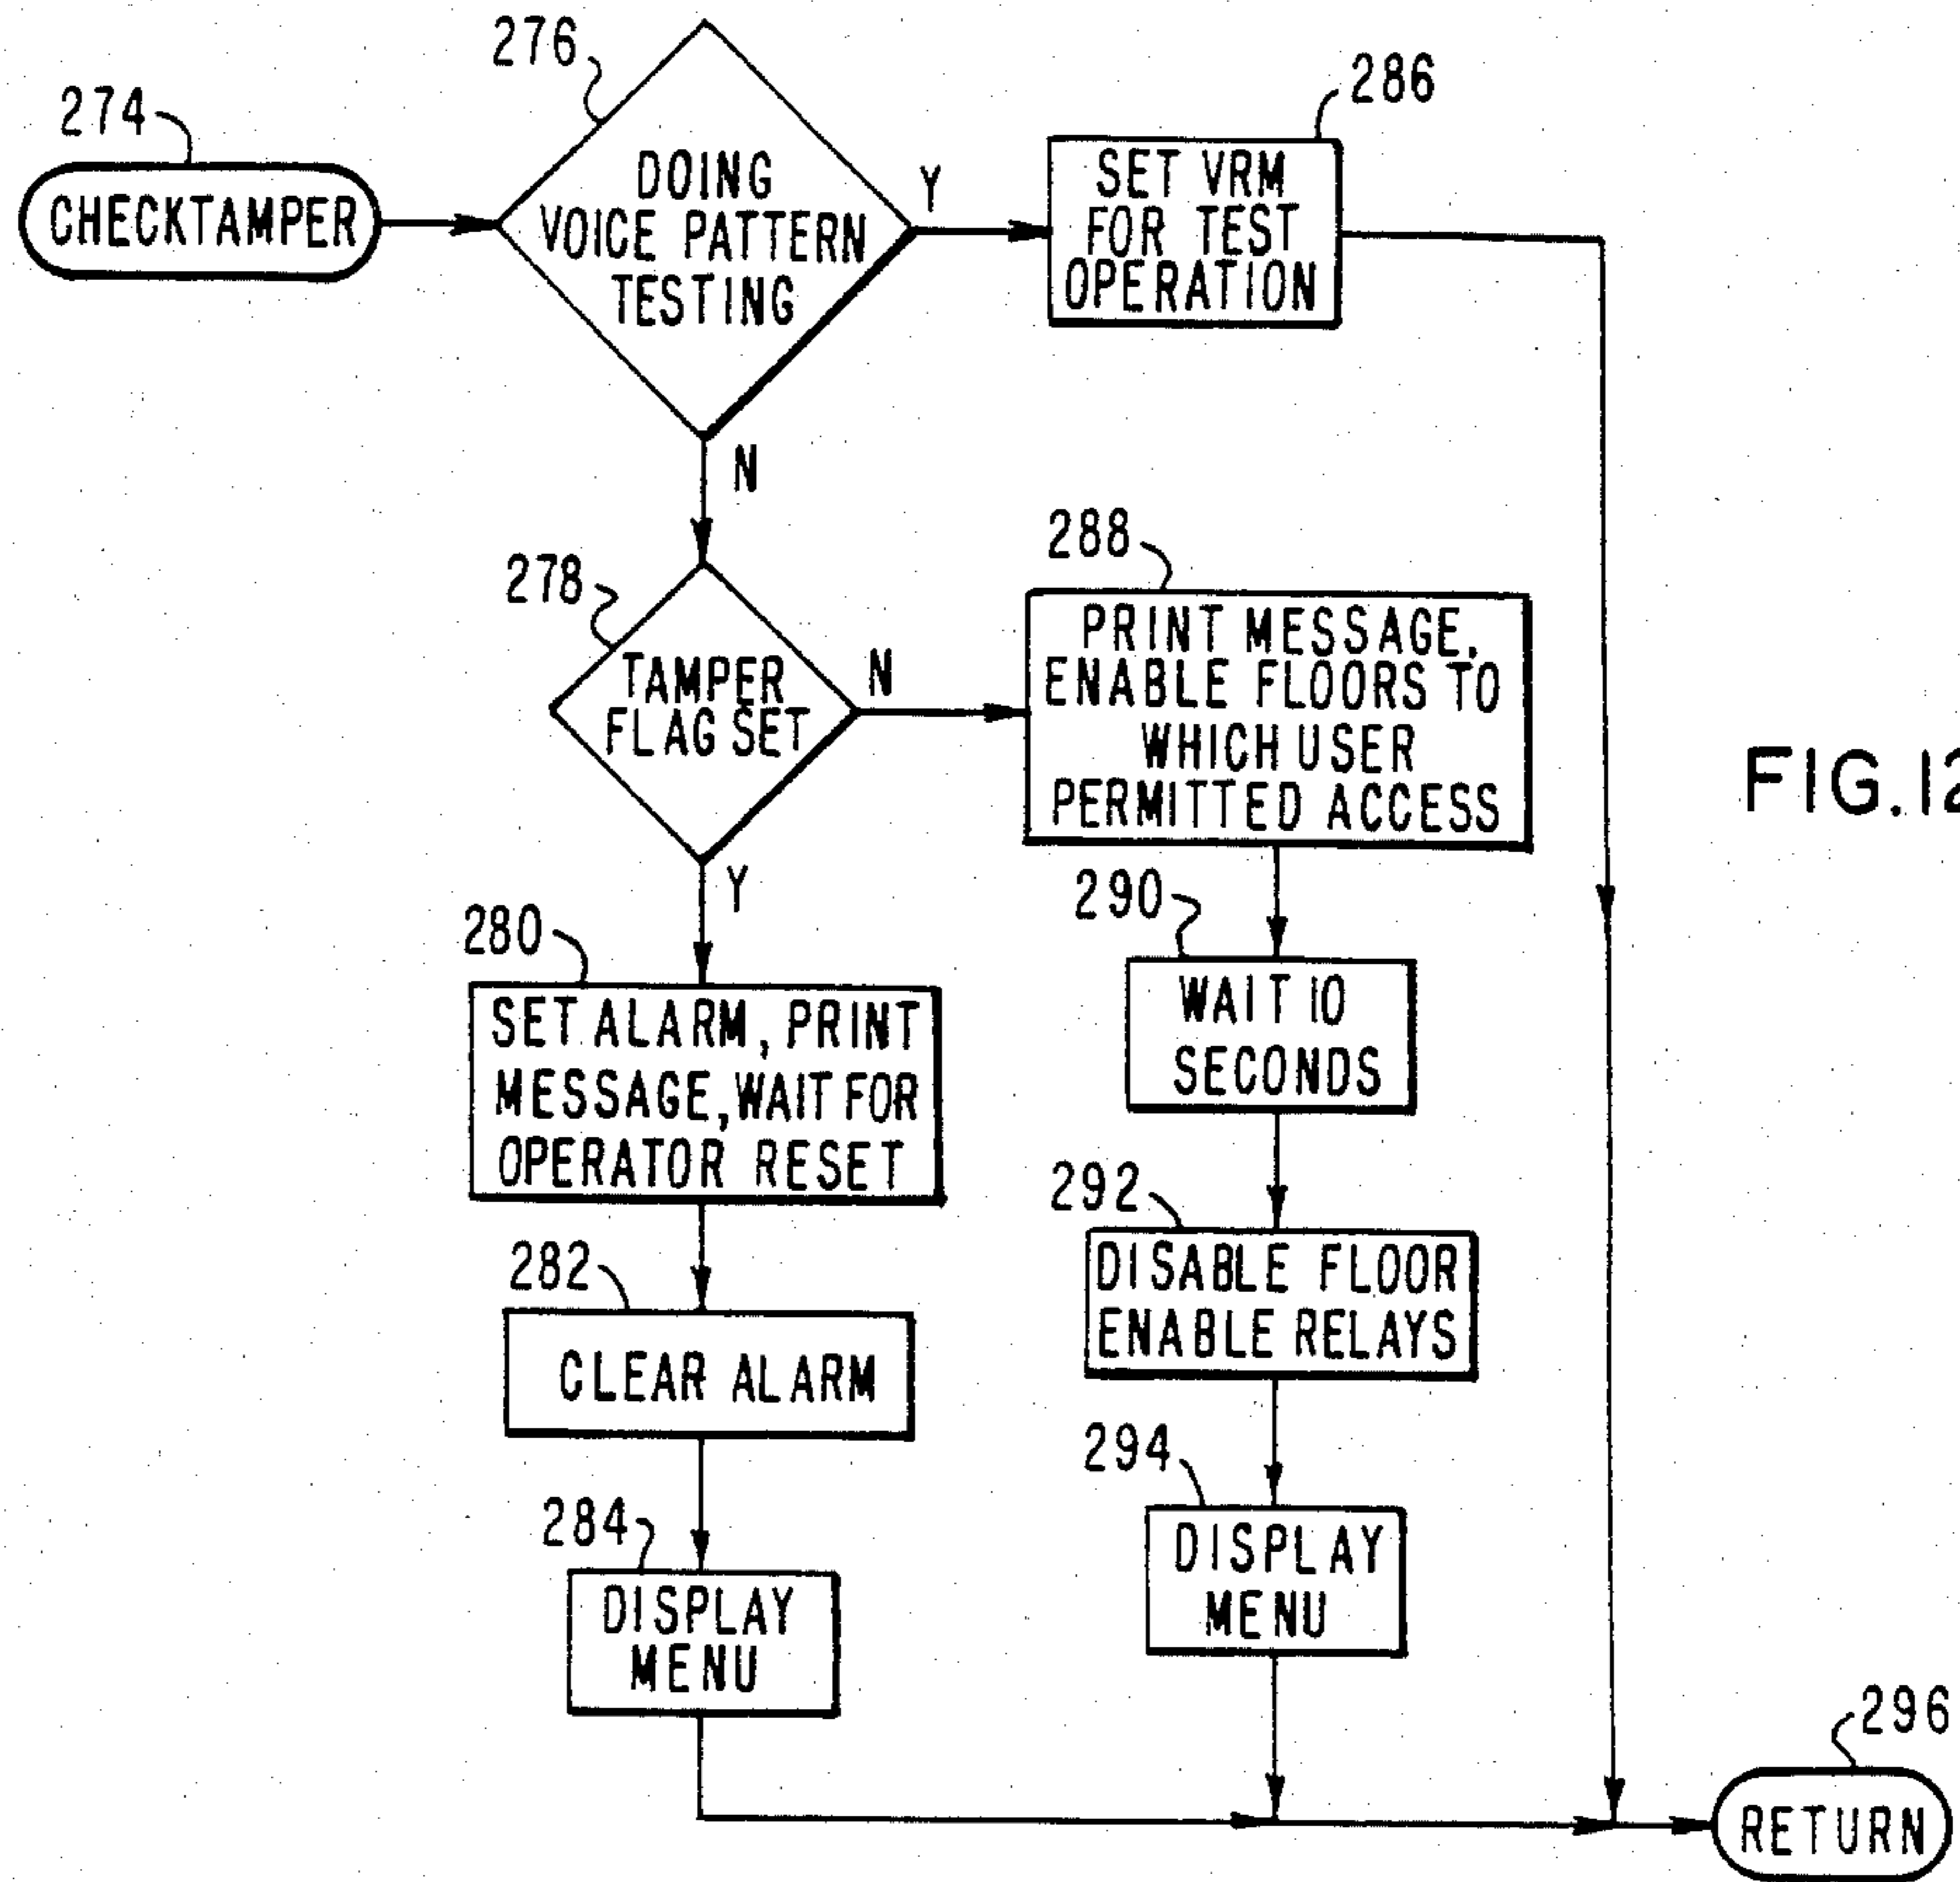 276
274
CHECKTAMPER
DOING
VOICE PATTERN
TESTING
Y
286
SET VRM
FOR TEST
OPERATION
N
278
TAMPER
FLAG SET
N
288
PRINT MESSAGE,
ENABLE FLOORS TO
WHICH USER
PERMITTED ACCESS
FIG.12
Y
280
SET ALARM, PRINT
MESSAGE, WAIT FOR
OPERATOR RESET
290
WAIT 10
SECONDS
282
CLEAR ALARM
292
DISABLE FLOOR
ENABLE RELAYS
284
DISPLAY
MENU
294
DISPLAY
MENU
296
RETURN